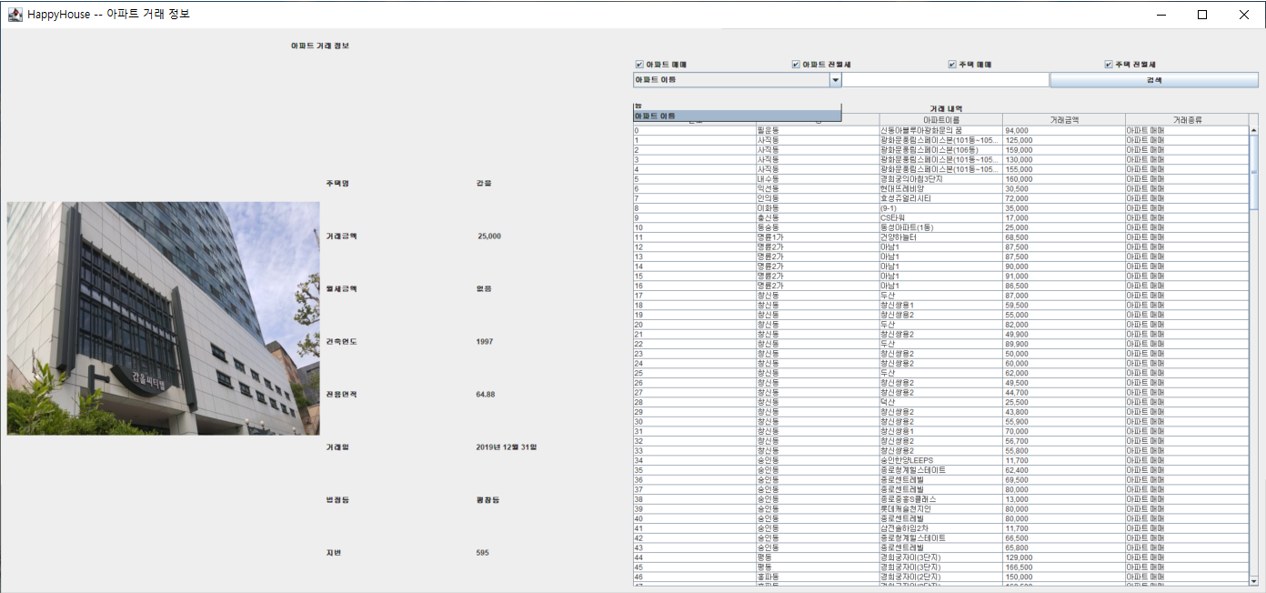 HappyHouse -- 아파트 거래 정보
아파트 거래 정보
주택명 갑을
거래금액 25,000
월세금액 없음
건축연도 1997
전용면적 64.88
거래일 2019년 12월 31일
법정동 평창동
지번 595
갑을씨티텔
아파트 매매 아파트 전월세 주택 매매 주택 전월세
아파트 이름 검색
동
아파트 이름
거래 내역
아파트이름 거래금액 거래종류
0 필운동 신동아블루아광화문의 꿈 94,000 아파트 매매
1 사직동 광화문풍림스페이스본(101동~105... 125,000 아파트 매매
2 사직동 광화문풍림스페이스본(106동) 159,000 아파트 매매
3 사직동 광화문풍림스페이스본(101동~105... 130,000 아파트 매매
4 사직동 광화문풍림스페이스본(101동~105... 155,000 아파트 매매
5 내수동 경희궁의아침3단지 160,000 아파트 매매
6 익선동 현대뜨레비앙 30,500 아파트 매매
7 인의동 효성쥬얼리시티 72,000 아파트 매매
8 이화동 (9-1) 35,000 아파트 매매
9 충신동 CS타워 17,000 아파트 매매
10 동숭동 동성아파트(1동) 25,000 아파트 매매
11 명륜1가 건양하늘터 68,500 아파트 매매
12 명륜2가 아남1 87,500 아파트 매매
13 명륜2가 아남1 87,500 아파트 매매
14 명륜2가 아남1 90,000 아파트 매매
15 명륜2가 아남1 91,000 아파트 매매
16 명륜2가 아남1 86,500 아파트 매매
17 창신동 두산 87,000 아파트 매매
18 창신동 창신쌍용1 59,500 아파트 매매
19 창신동 창신쌍용2 55,000 아파트 매매
20 창신동 두산 82,000 아파트 매매
21 창신동 창신쌍용2 49,900 아파트 매매
22 창신동 두산 89,900 아파트 매매
23 창신동 창신쌍용2 50,000 아파트 매매
24 창신동 창신쌍용2 60,000 아파트 매매
25 창신동 두산 62,000 아파트 매매
26 창신동 창신쌍용2 49,500 아파트 매매
27 창신동 창신쌍용2 44,700 아파트 매매
28 창신동 덕산 25,500 아파트 매매
29 창신동 창신쌍용2 43,800 아파트 매매
30 창신동 창신쌍용2 55,900 아파트 매매
31 창신동 창신쌍용1 70,000 아파트 매매
32 창신동 창신쌍용2 56,700 아파트 매매
33 창신동 창신쌍용2 55,800 아파트 매매
34 숭인동 숭인한양LEEPS 11,700 아파트 매매
35 숭인동 종로청계힐스테이트 62,400 아파트 매매
36 숭인동 종로센트레빌 69,500 아파트 매매
37 숭인동 종로센트레빌 80,000 아파트 매매
38 숭인동 종로중흥S클래스 13,000 아파트 매매
39 숭인동 롯데캐슬천지인 80,000 아파트 매매
40 숭인동 종로센트레빌 80,000 아파트 매매
41 숭인동 삼전솔하임2차 11,700 아파트 매매
42 숭인동 종로청계힐스테이트 66,500 아파트 매매
43 숭인동 종로센트레빌 65,800 아파트 매매
44 평동 경희궁자이(3단지) 129,000 아파트 매매
45 평동 경희궁자이(3단지) 166,500 아파트 매매
46 홍파동 경희궁자이(2단지) 150,000 아파트 매매